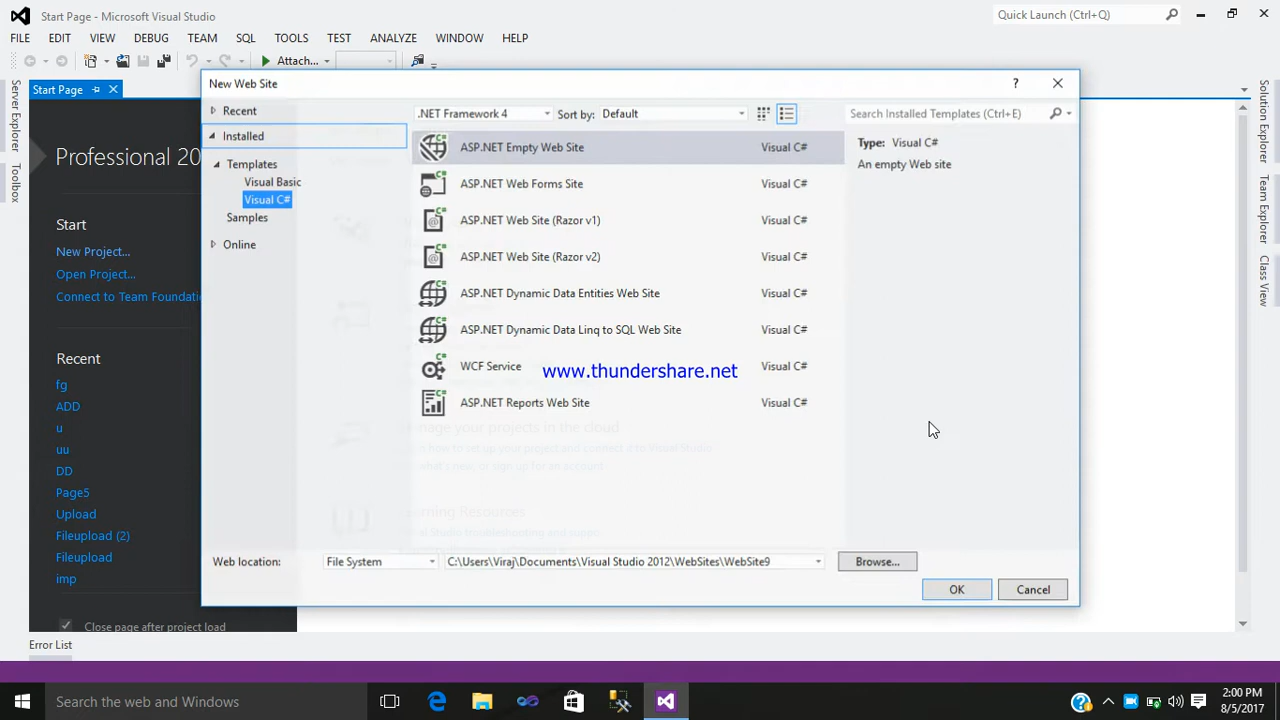 Start Page - Microsoft Visual Studio
Quick Launch (Ctrl+Q)
FILE EDIT VIEW DEBUG TEAM SQL TOOLS TEST ANALYZE WINDOW HELP
Attach...
Start Page
Server Explorer
Toolbox
Solution Explorer
Team Explorer
Class View
Professional 20
Start
New Project...
Open Project...
Connect to Team Foundati
Recent
fg
ADD
u
uu
DD
Page5
Upload
Fileupload (2)
Fileupload
imp
Close page after project load
Error List
New Web Site
?
Recent
Installed
Templates
Visual Basic
Visual C#
Samples
Online
.NET Framework 4
Sort by: Default
Search Installed Templates (Ctrl+E)
ASP.NET Empty Web Site Visual C#
ASP.NET Web Forms Site Visual C#
ASP.NET Web Site (Razor v1) Visual C#
ASP.NET Web Site (Razor v2) Visual C#
ASP.NET Dynamic Data Entities Web Site Visual C#
ASP.NET Dynamic Data Linq to SQL Web Site Visual C#
WCF Service Visual C#
ASP.NET Reports Web Site Visual C#
www.thundershare.net
Type: Visual C#
An empty Web site
nage your projects in the cloud
earning Resources
Web location: File System C:\Users\Viraj\Documents\Visual Studio 2012\WebSites\WebSite9 Browse...
OK Cancel
Search the web and Windows
2:00 PM
8/5/2017